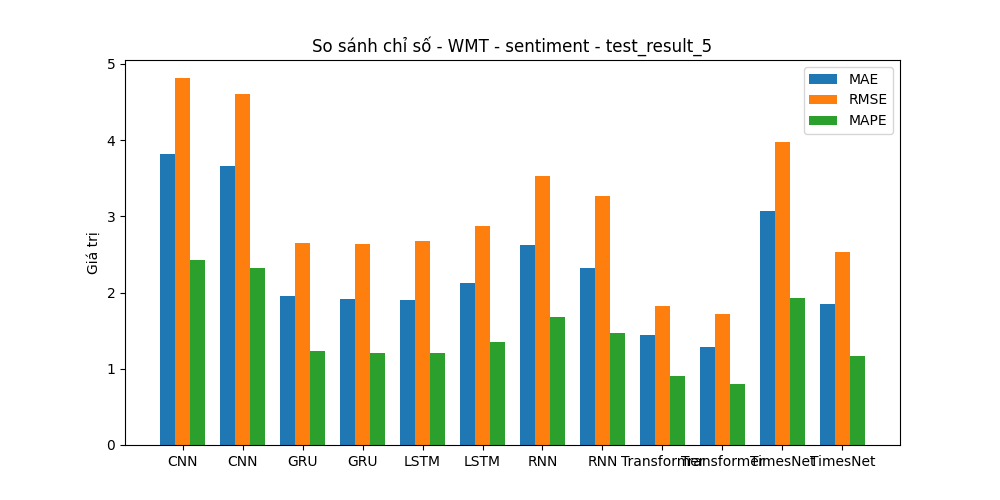 So sánh chỉ số - WMT - sentiment - test_result_5
MAE
RMSE
MAPE
Giá trị
5
4
3
2
1
0
CNN CNN GRU GRU LSTM LSTM RNN RNN Transformer Transformer TimesNet TimesNet